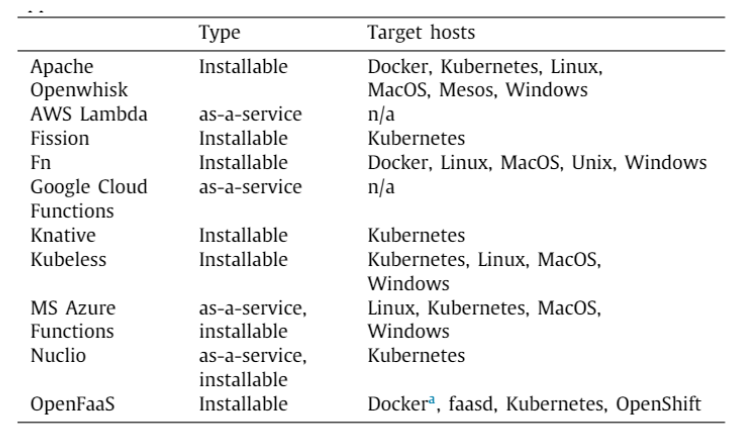 Type Target hosts
Apache Installable Docker, Kubernetes, Linux,
Openwhisk MacOS, Mesos, Windows
AWS Lambda as-a-service n/a
Fission Installable Kubernetes
Fn Installable Docker, Linux, MacOS, Unix, Windows
Google Cloud as-a-service n/a
Functions
Knative Installable Kubernetes
Kubeless Installable Kubernetes, Linux, MacOS,
Windows
MS Azure as-a-service, Linux, Kubernetes, MacOS,
Functions installable Windows
Nuclio as-a-service, Kubernetes
installable
OpenFaaS Installable Dockerᵃ, faasd, Kubernetes, OpenShift